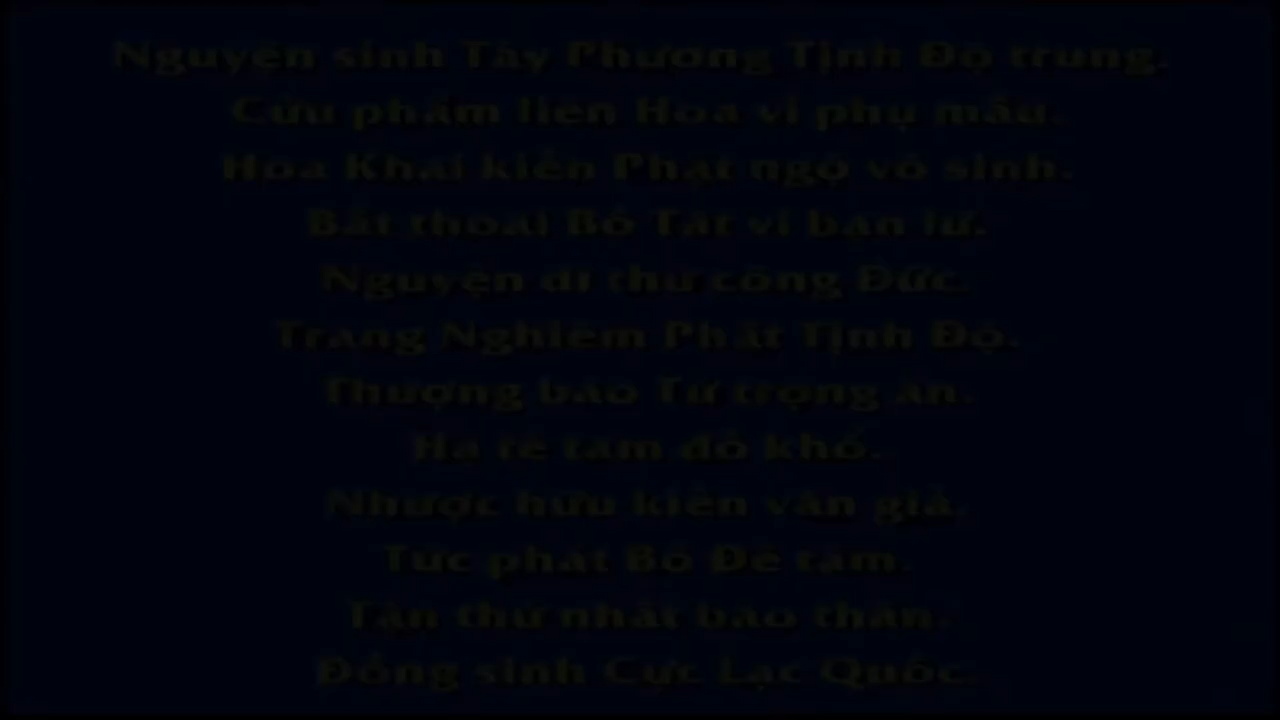 Nguyện sinh Tây Phương Tịnh Độ trung.
Cửu phẩm liên Hoa vi phụ mẫu.
Hoa Khai kiến Phật ngộ vô sinh.
Bất thoái Bồ Tát vi bạn lữ.
Nguyện dĩ thử công Đức.
Trang Nghiêm Phật Tịnh Độ.
Thượng báo Tứ trọng ân.
Hạ tế tam đồ khổ.
Nhược hữu kiến văn giả.
Tức phát Bồ Đề tâm.
Tận thử nhất báo thân.
Đồng sinh Cực Lạc Quốc.